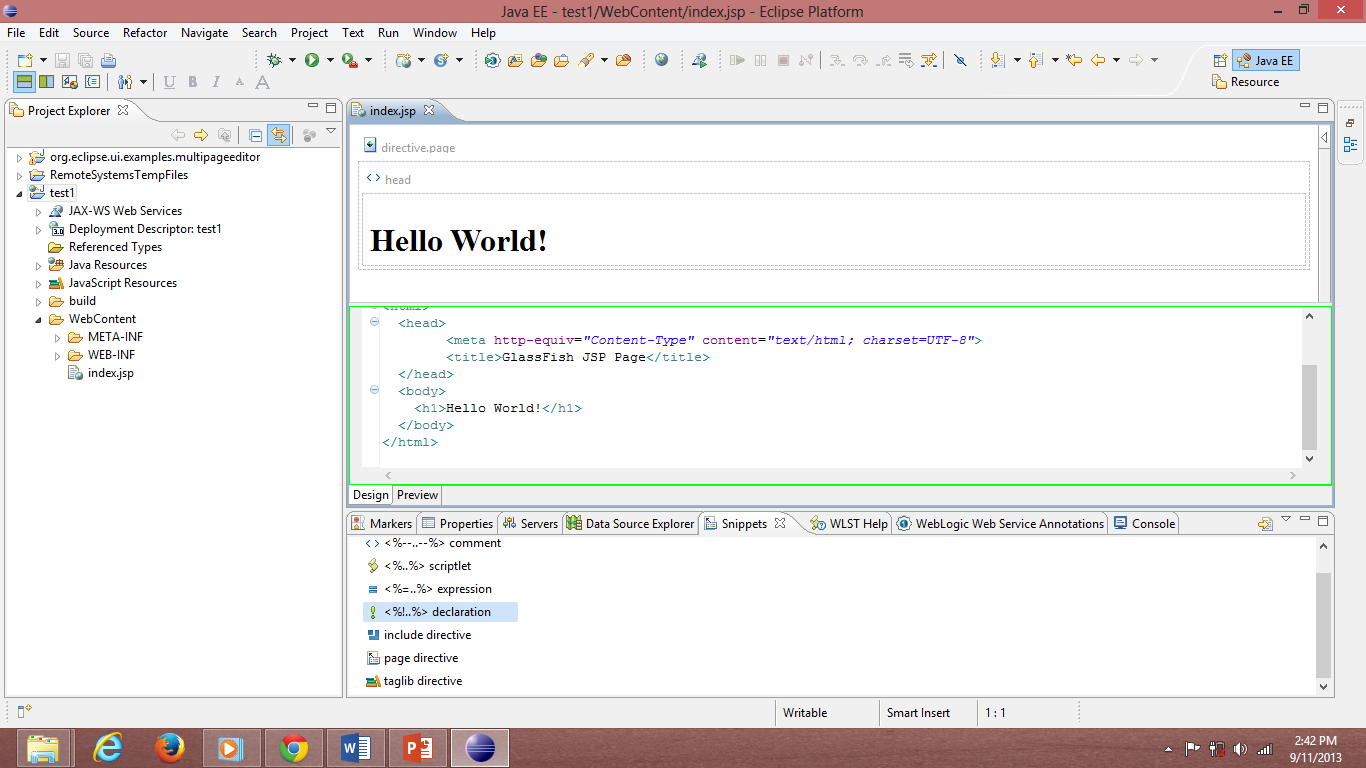 Java EE - test1/WebContent/index.jsp - Eclipse Platform
File Edit Source Refactor Navigate Search Project Text Run Window Help
Java EE
U B I A A
Resource
Project Explorer
org.eclipse.ui.examples.multipageeditor
RemoteSystemsTempFiles
test1
JAX-WS Web Services
Deployment Descriptor: test1
3.0
Referenced Types
Java Resources
JavaScript Resources
build
WebContent
META-INF
WEB-INF
index.jsp
index.jsp
directive.page
head
Hello World!
<html>
<head>
<meta http-equiv="Content-Type" content="text/html; charset=UTF-8">
<title>GlassFish JSP Page</title>
</head>
<body>
<h1>Hello World!</h1>
</body>
</html>
Design Preview
Markers Properties Servers Data Source Explorer Snippets WLST Help WebLogic Web Service Annotations Console
<%--..--%> comment
<%..%> scriptlet
<%=..%> expression
<%!..%> declaration
include directive
page directive
taglib directive
Writable Smart Insert 1 : 1
2:42 PM
9/11/2013